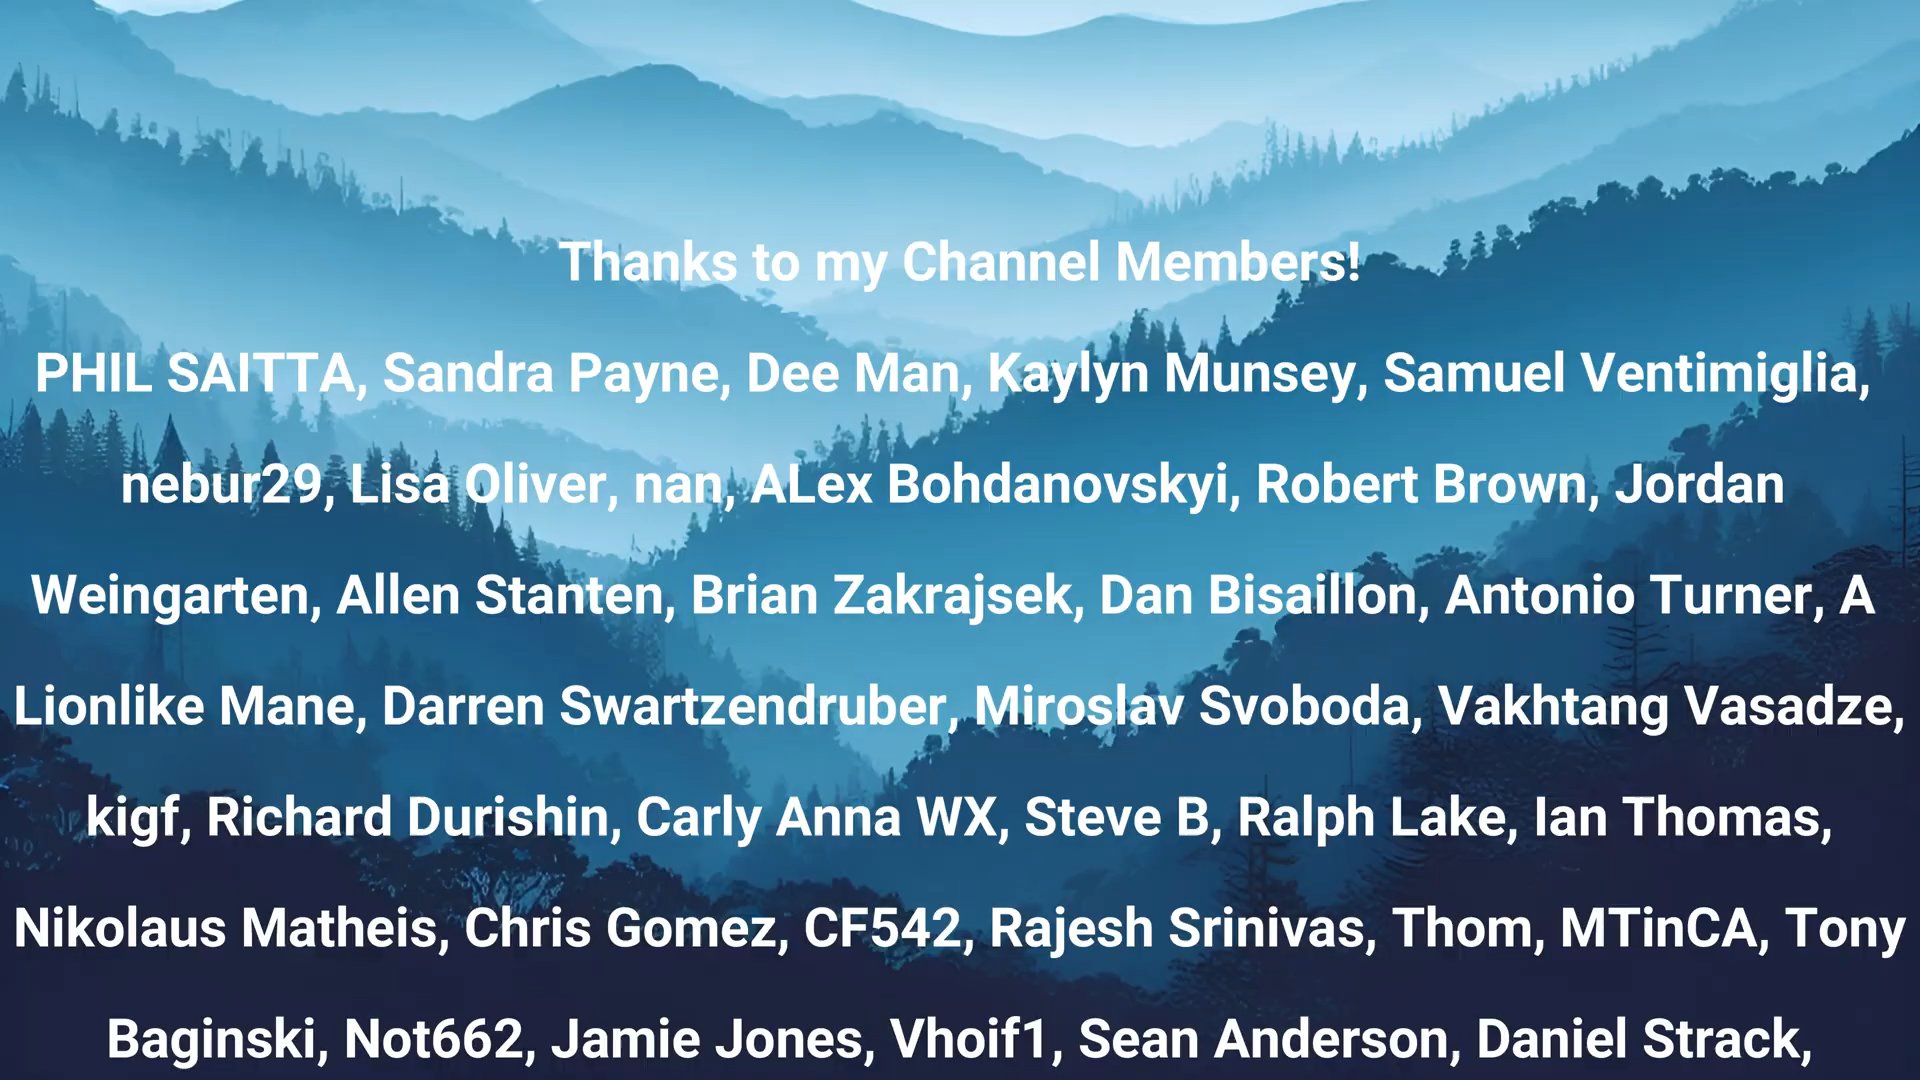 Thanks to my Channel Members!
PHIL SAITTA, Sandra Payne, Dee Man, Kaylyn Munsey, Samuel Ventimiglia,
nebur29, Lisa Oliver, nan, ALex Bohdanovskyi, Robert Brown, Jordan
Weingarten, Allen Stanten, Brian Zakrajsek, Dan Bisaillon, Antonio Turner, A
Lionlike Mane, Darren Swartzendruber, Miroslav Svoboda, Vakhtang Vasadze,
kigf, Richard Durishin, Carly Anna WX, Steve B, Ralph Lake, Ian Thomas,
Nikolaus Matheis, Chris Gomez, CF542, Rajesh Srinivas, Thom, MTinCA, Tony
Baginski, Not662, Jamie Jones, Vhoif1, Sean Anderson, Daniel Strack,